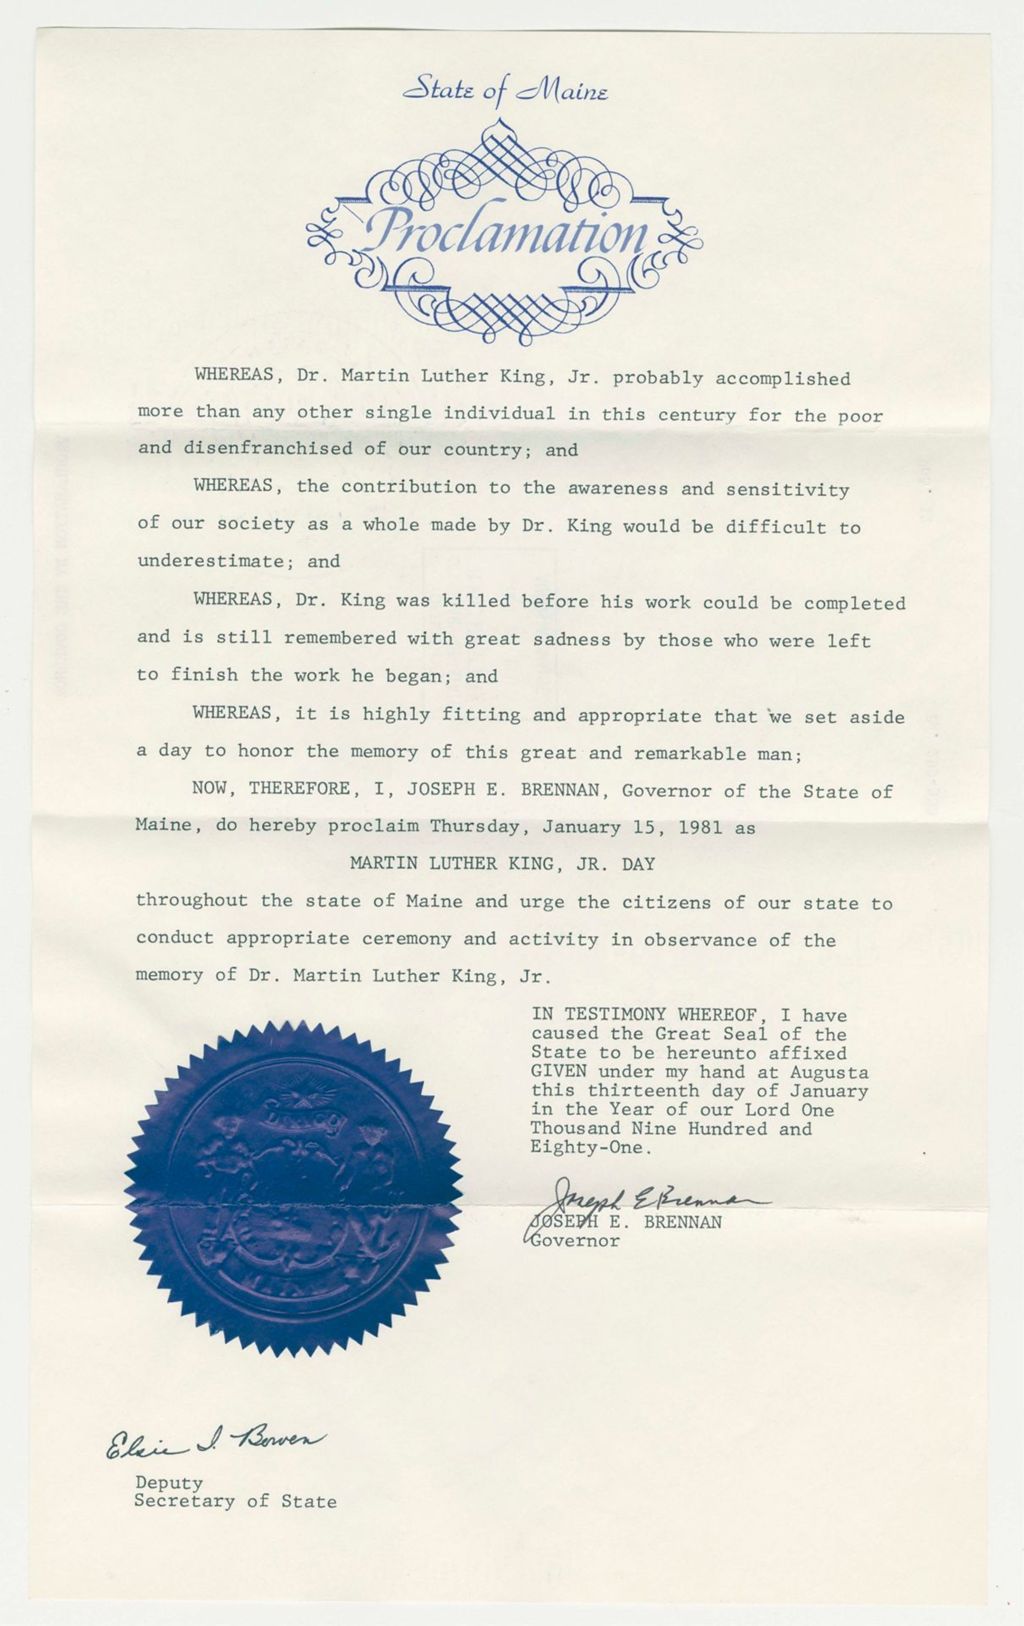 State of Maine
Proclamation
WHEREAS, Dr. Martin Luther King, Jr. probably accomplished
more than any other single individual in this century for the poor
and disenfranchised of our country; and
WHEREAS, the contribution to the awareness and sensitivity
of our society as a whole made by Dr. King would be difficult to
underestimate; and
WHEREAS, Dr. King was killed before his work could be completed
and is still remembered with great sadness by those who were left
to finish the work he began; and
WHEREAS, it is highly fitting and appropriate that we set aside
a day to honor the memory of this great and remarkable man;
NOW, THEREFORE, I, JOSEPH E. BRENNAN, Governor of the State of
Maine, do hereby proclaim Thursday, January 15, 1981 as
MARTIN LUTHER KING, JR. DAY
throughout the state of Maine and urge the citizens of our state to
conduct appropriate ceremony and activity in observance of the
memory of Dr. Martin Luther King, Jr.
IN TESTIMONY WHEREOF, I have
caused the Great Seal of the
State to be hereunto affixed
GIVEN under my hand at Augusta
this thirteenth day of January
in the Year of our Lord One
Thousand Nine Hundred and
Eighty-One.
Joseph E Brennan
JOSEPH E. BRENNAN
Governor
Elsie I. Bowen
Deputy
Secretary of State